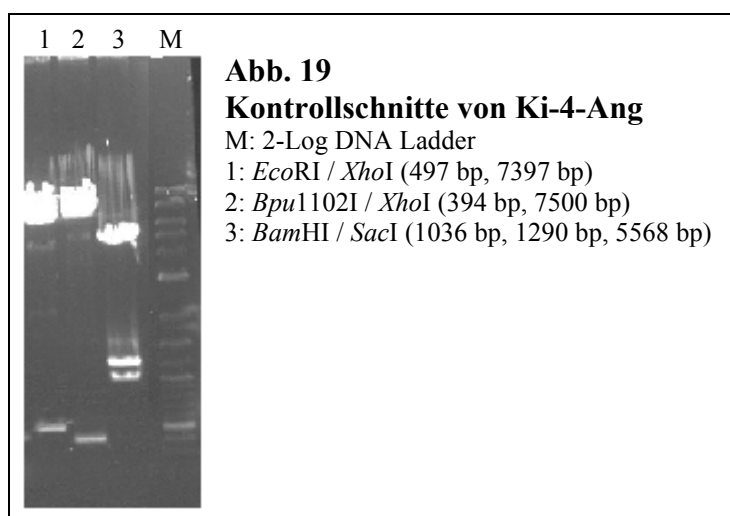 1 2 3 M
Abb. 19
Kontrollschnitte von Ki-4-Ang
M: 2-Log DNA Ladder
1: EcoRI / XhoI (497 bp, 7397 bp)
2: Bpu1102I / XhoI (394 bp, 7500 bp)
3: BamHI / SacI (1036 bp, 1290 bp, 5568 bp)